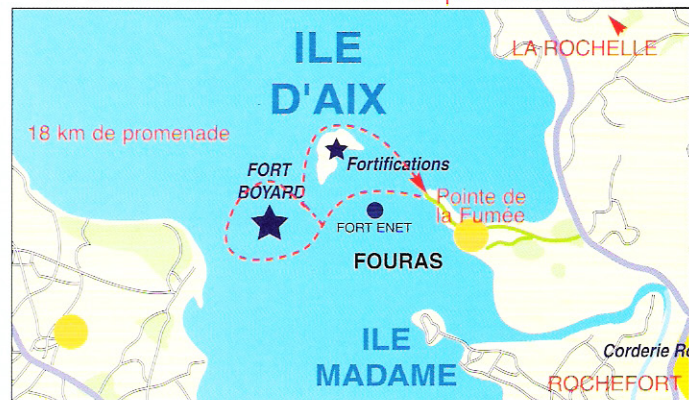 ILE
D'AIX
LA ROCHELLE
18 km de promenade
FORT
BOYARD
Fortifications
Pointe de
la Fumée
FORT ENET
FOURAS
ILE
MADAME
Corderie
ROCHEFORT